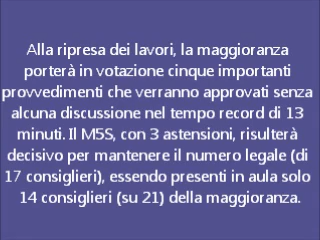 Alla ripresa dei lavori, la maggioranza
porterà in votazione cinque importanti
provvedimenti che verranno approvati senza
alcuna discussione nel tempo record di 13
minuti. Il M5S, con 3 astensioni, risulterà
decisivo per mantenere il numero legale (di
17 consiglieri), essendo presenti in aula solo
14 consiglieri (su 21) della maggioranza.